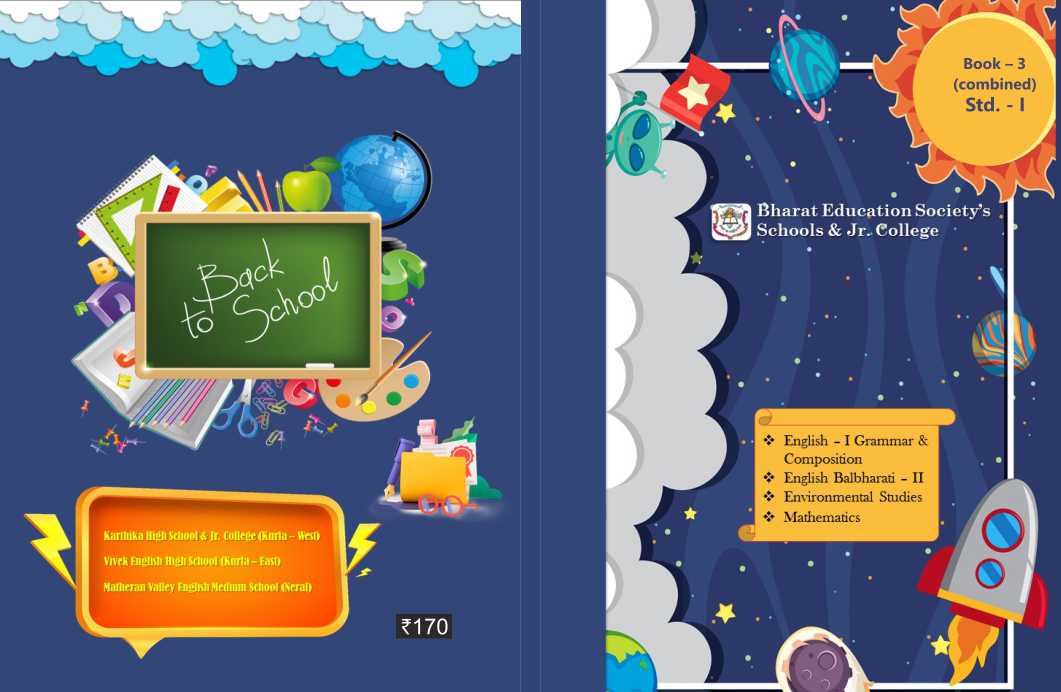 Back
to School
Karthika High School & Jr. College (Kurla – West)
Vivek English High School (Kurla – East)
Matheran Valley English Medium School (Neral)
₹170
Book – 3
(combined)
Std. - I
Bharat Education Society's
Schools & Jr. College
❖ English – I Grammar &
Composition
❖ English Balbharati – II
❖ Environmental Studies
❖ Mathematics